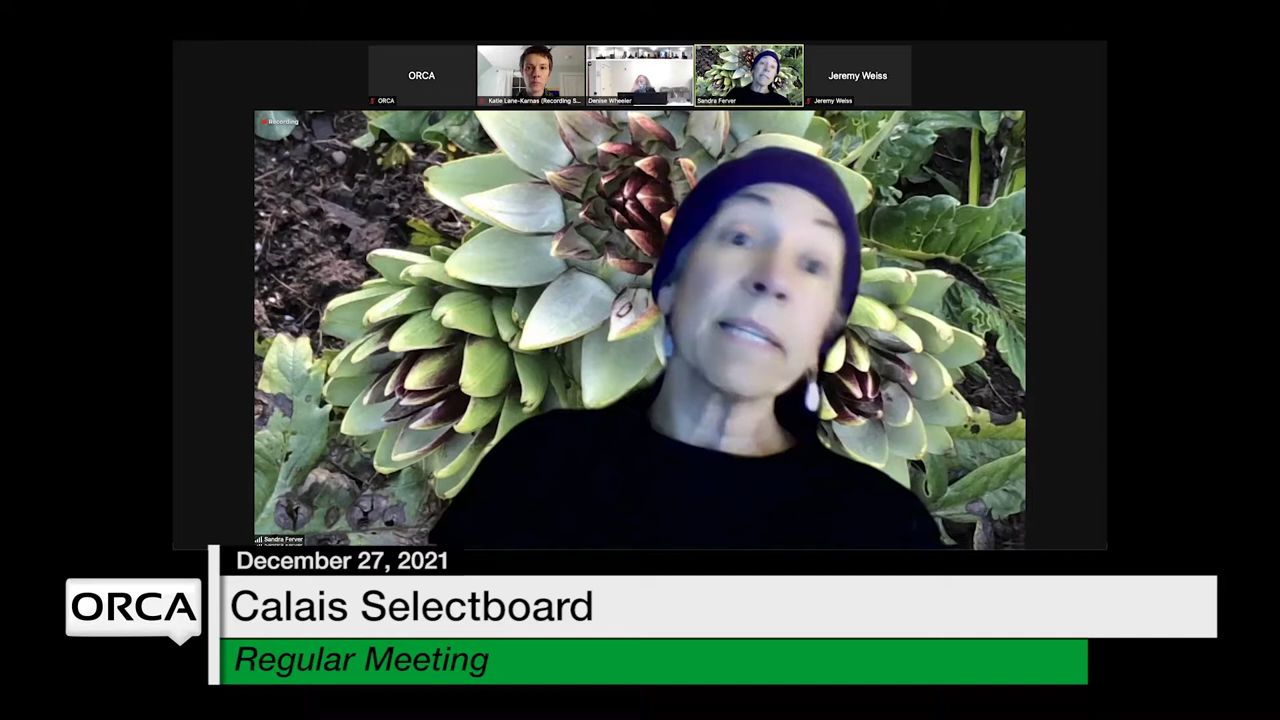 ORCA
Jeremy Weiss
ORCA
Katie Lane-Karnas (Recording S...
Denise Wheeler
Sandra Ferver
Jeremy Weiss
Recording
Sandra Ferver
December 27, 2021
ORCA
Calais Selectboard
Regular Meeting